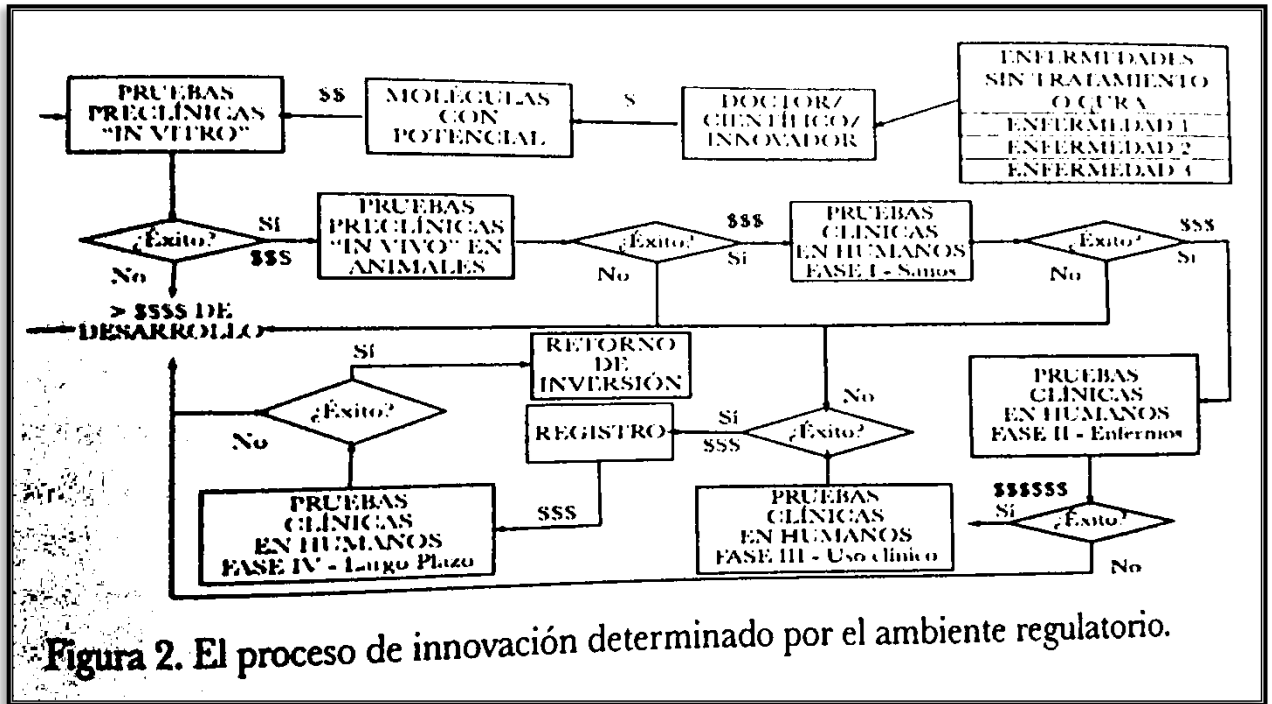 ENFERMEDADES
SIN TRATAMIENTO
O CURA
ENFERMEDAD 1
ENFERMEDAD 2
ENFERMEDAD 3
DOCTOR/
CIENTÍFICO/
INNOVADOR
$
MOLÉCULAS
CON
POTENCIAL
$$
PRUEBAS
PRECLÍNICAS
“IN VITRO”
¿Éxito?
Sí
$$$
No
PRUEBAS
PRECLÍNICAS
“IN VIVO” EN
ANIMALES
¿Éxito?
$$$
Sí
No
PRUEBAS
CLÍNICAS
EN HUMANOS
FASE I - Sanos
¿Éxito?
$$$
Sí
No
> $$$$ DE
DESARROLLO
PRUEBAS
CLÍNICAS
EN HUMANOS
FASE II - Enfermos
$$$$$$
Sí
¿Éxito?
No
PRUEBAS
CLÍNICAS
EN HUMANOS
FASE III - Uso clínico
¿Éxito?
No
Sí
$$$
REGISTRO
$$$
PRUEBAS
CLÍNICAS
EN HUMANOS
FASE IV - Largo Plazo
¿Éxito?
No
Sí
RETORNO
DE
INVERSIÓN
Figura 2. El proceso de innovación determinado por el ambiente regulatorio.